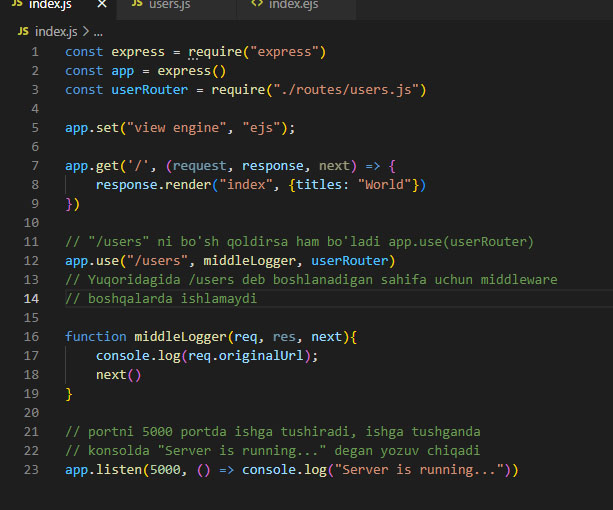 JS index.js × JS users.js <> index.ejs
JS index.js > ...
1 const express = require("express")
2 const app = express()
3 const userRouter = require("./routes/users.js")
4
5 app.set("view engine", "ejs");
6
7 app.get('/', (request, response, next) => {
8 response.render("index", {titles: "World"})
9 })
10
11 // "/users" ni bo'sh qoldirsa ham bo'ladi app.use(userRouter)
12 app.use("/users", middleLogger, userRouter)
13 // Yuqoridagida /users deb boshlanadigan sahifa uchun middleware
14 // boshqalarda ishlamaydi
15
16 function middleLogger(req, res, next){
17 console.log(req.originalUrl);
18 next()
19 }
20
21 // portni 5000 portda ishga tushiradi, ishga tushganda
22 // konsolda "Server is running..." degan yozuv chiqadi
23 app.listen(5000, () => console.log("Server is running..."))